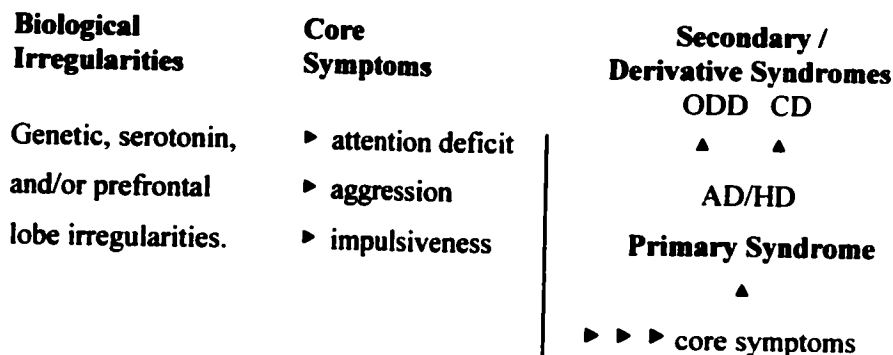 Biological
Irregularities
Genetic, serotonin,
and/or prefrontal
lobe irregularities.
Core
Symptoms
▶ attention deficit
▶ aggression
▶ impulsiveness
Secondary /
Derivative Syndromes
ODD CD
▲ ▲
AD/HD
Primary Syndrome
▲
▶ ▶ ▶ core symptoms